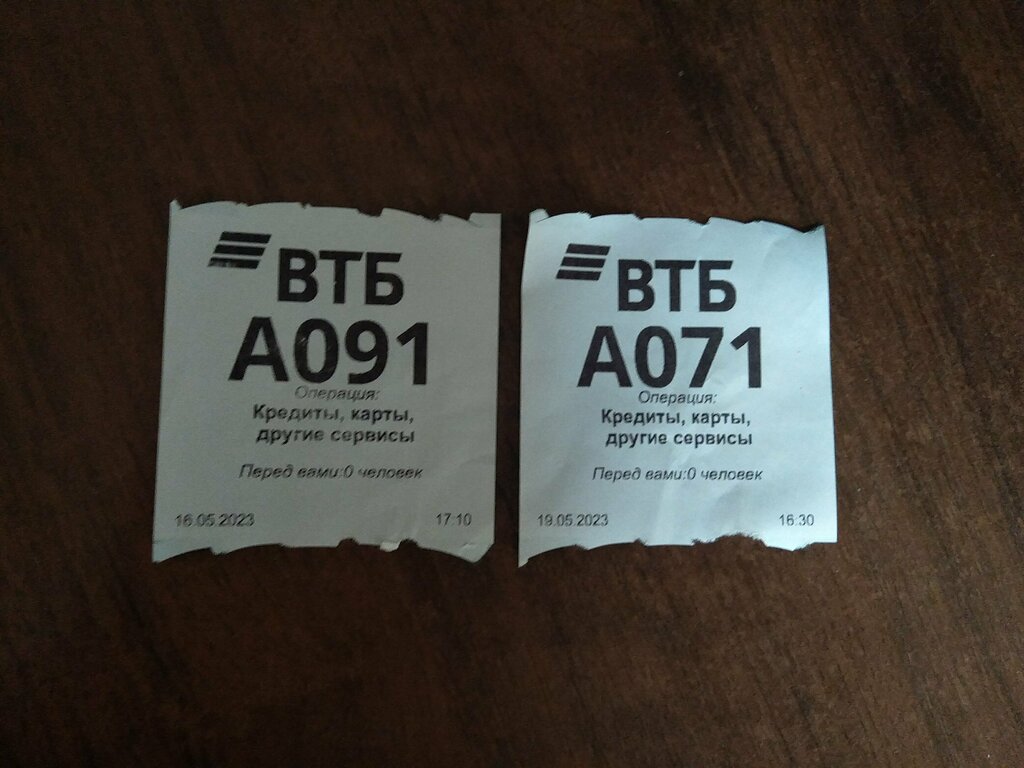 ВТБ
А091
Операция:
Кредиты, карты,
другие сервисы
Перед вами:0 человек
16.05.2023 17:10
ВТБ
А071
Операция:
Кредиты, карты,
другие сервисы
Перед вами:0 человек
19.05.2023 16:30